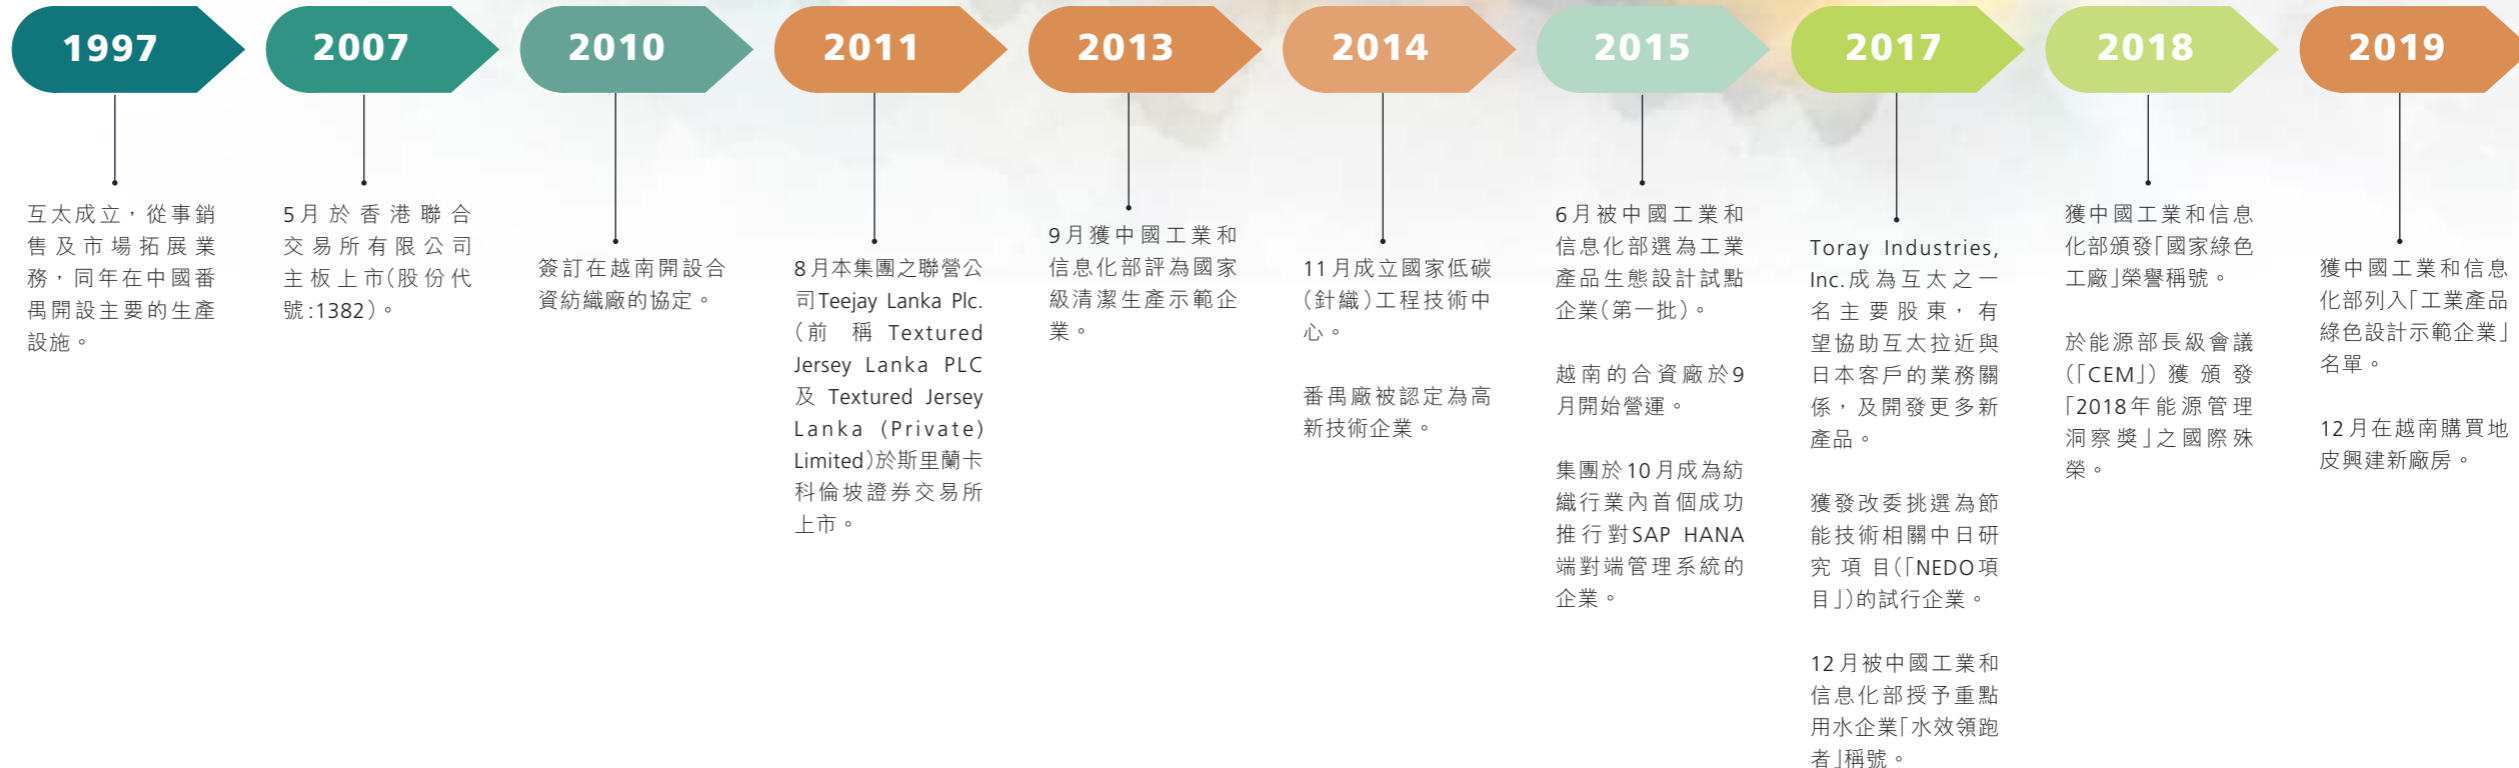 1997
互太成立，從事銷
售及市場拓展業
務，同年在中國番
禺開設主要的生產
設施。
2007
5月於香港聯合
交易所有限公司
主板上市(股份代
號:1382)。
2010
簽訂在越南開設合
資紡織廠的協定。
2011
8月本集團之聯營公
司Teejay Lanka Plc.
(前稱 Textured
Jersey Lanka PLC
及 Textured Jersey
Lanka (Private)
Limited)於斯里蘭卡
科倫坡證券交易所
上市。
2013
9月獲中國工業和
信息化部評為國家
級清潔生產示範企
業。
2014
11月成立國家低碳
(針織)工程技術中
心。
番禺廠被認定為高
新技術企業。
2015
6月被中國工業和
信息化部選為工業
產品生態設計試點
企業(第一批)。
越南的合資廠於9
月開始營運。
集團於10月成為紡
織行業內首個成功
推行對SAP HANA
端對端管理系統的
企業。
2017
Toray Industries,
Inc.成為互太之一
名主要股東，有
望協助互太拉近與
日本客戶的業務關
係，及開發更多新
產品。
獲發改委挑選為節
能技術相關中日研
究項目(「NEDO項
目」)的試行企業。
12月被中國工業和
信息化部授予重點
用水企業「水效領跑
者」稱號。
2018
獲中國工業和信息
化部頒發「國家綠色
工廠」榮譽稱號。
於能源部長級會議
(「CEM」)獲頒發
「2018年能源管理
洞察獎」之國際殊
榮。
2019
獲中國工業和信息
化部列入「工業產品
綠色設計示範企業」
名單。
12月在越南購買地
皮興建新廠房。